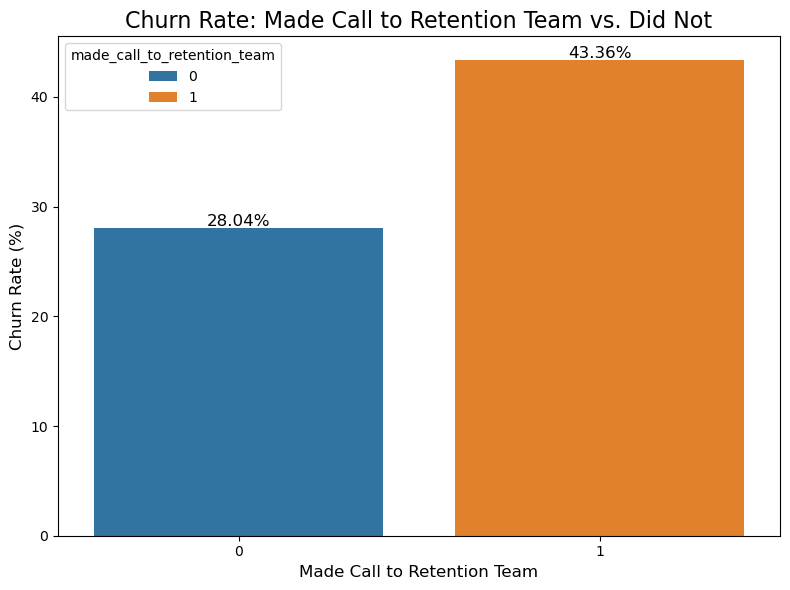 Churn Rate: Made Call to Retention Team vs. Did Not
made_call_to_retention_team
0
1
28.04%
43.36%
Churn Rate (%)
40
30
20
10
0
0
1
Made Call to Retention Team